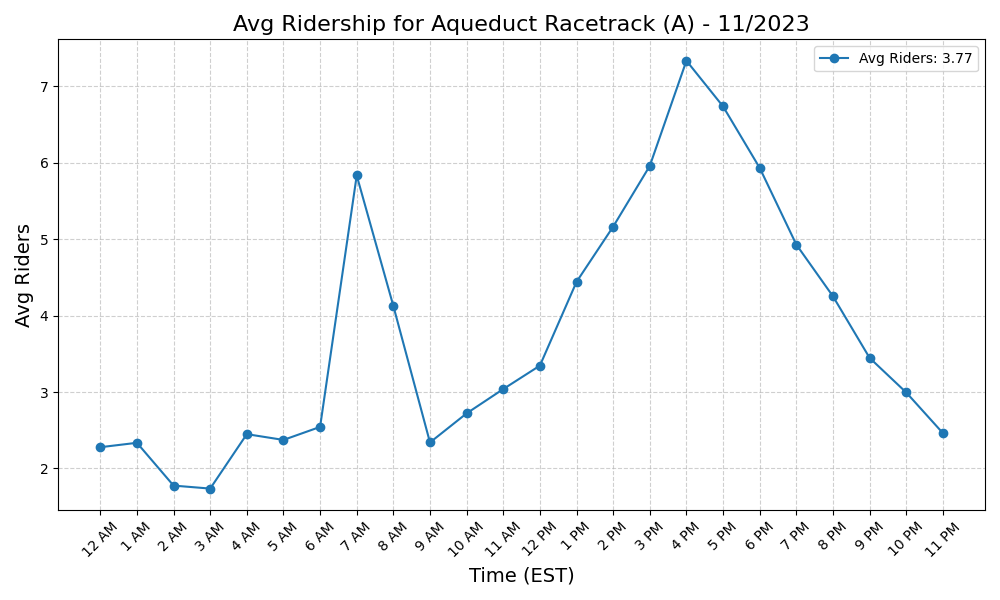 Avg Ridership for Aqueduct Racetrack (A) - 11/2023
Avg Riders: 3.77
Avg Riders
7
6
5
4
3
2
12 AM
1 AM
2 AM
3 AM
4 AM
5 AM
6 AM
7 AM
8 AM
9 AM
10 AM
11 AM
12 PM
1 PM
2 PM
3 PM
4 PM
5 PM
6 PM
7 PM
8 PM
9 PM
10 PM
11 PM
Time (EST)